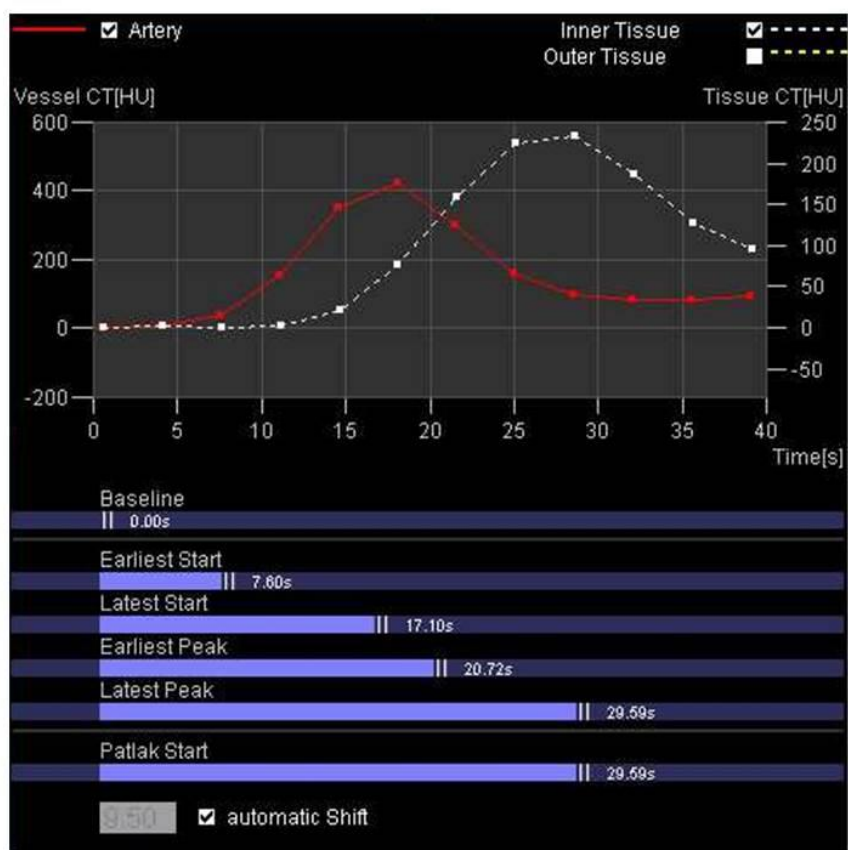 Artery Inner Tissue
Outer Tissue
Vessel CT[HU] Tissue CT[HU]
600 250
200
400 150
200 100
50
0 0
-50
-200
0 5 10 15 20 25 30 35 40
Time[s]
Baseline
0.00s
Earliest Start
7.60s
Latest Start
17.10s
Earliest Peak
20.72s
Latest Peak
29.59s
Patlak Start
29.59s
9.50 automatic Shift